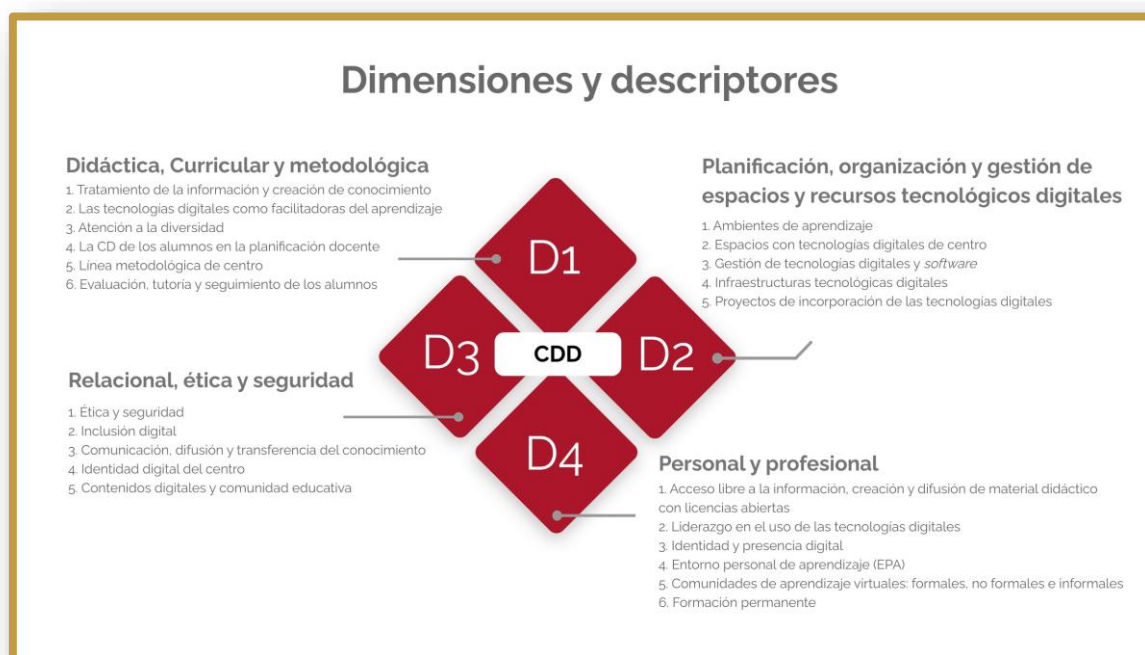 Dimensiones y descriptores
Didáctica, Curricular y metodológica
1. Tratamiento de la información y creación de conocimiento
2. Las tecnologías digitales como facilitadoras del aprendizaje
3. Atención a la diversidad
4. La CD de los alumnos en la planificación docente
5. Línea metodológica de centro
6. Evaluación, tutoría y seguimiento de los alumnos
Planificación, organización y gestión de
espacios y recursos tecnológicos digitales
1. Ambientes de aprendizaje
2. Espacios con tecnologías digitales de centro
3. Gestión de tecnologías digitales y software
4. Infraestructuras tecnológicas digitales
5. Proyectos de incorporación de las tecnologías digitales
D1
D3
CDD
D2
D4
Relacional, ética y seguridad
1. Ética y seguridad
2. Inclusión digital
3. Comunicación, difusión y transferencia del conocimiento
4. Identidad digital del centro
5. Contenidos digitales y comunidad educativa
Personal y profesional
1. Acceso libre a la información, creación y difusión de material didáctico
con licencias abiertas
2. Liderazgo en el uso de las tecnologías digitales
3. Identidad y presencia digital
4. Entorno personal de aprendizaje (EPA)
5. Comunidades de aprendizaje virtuales: formales, no formales e informales
6. Formación permanente